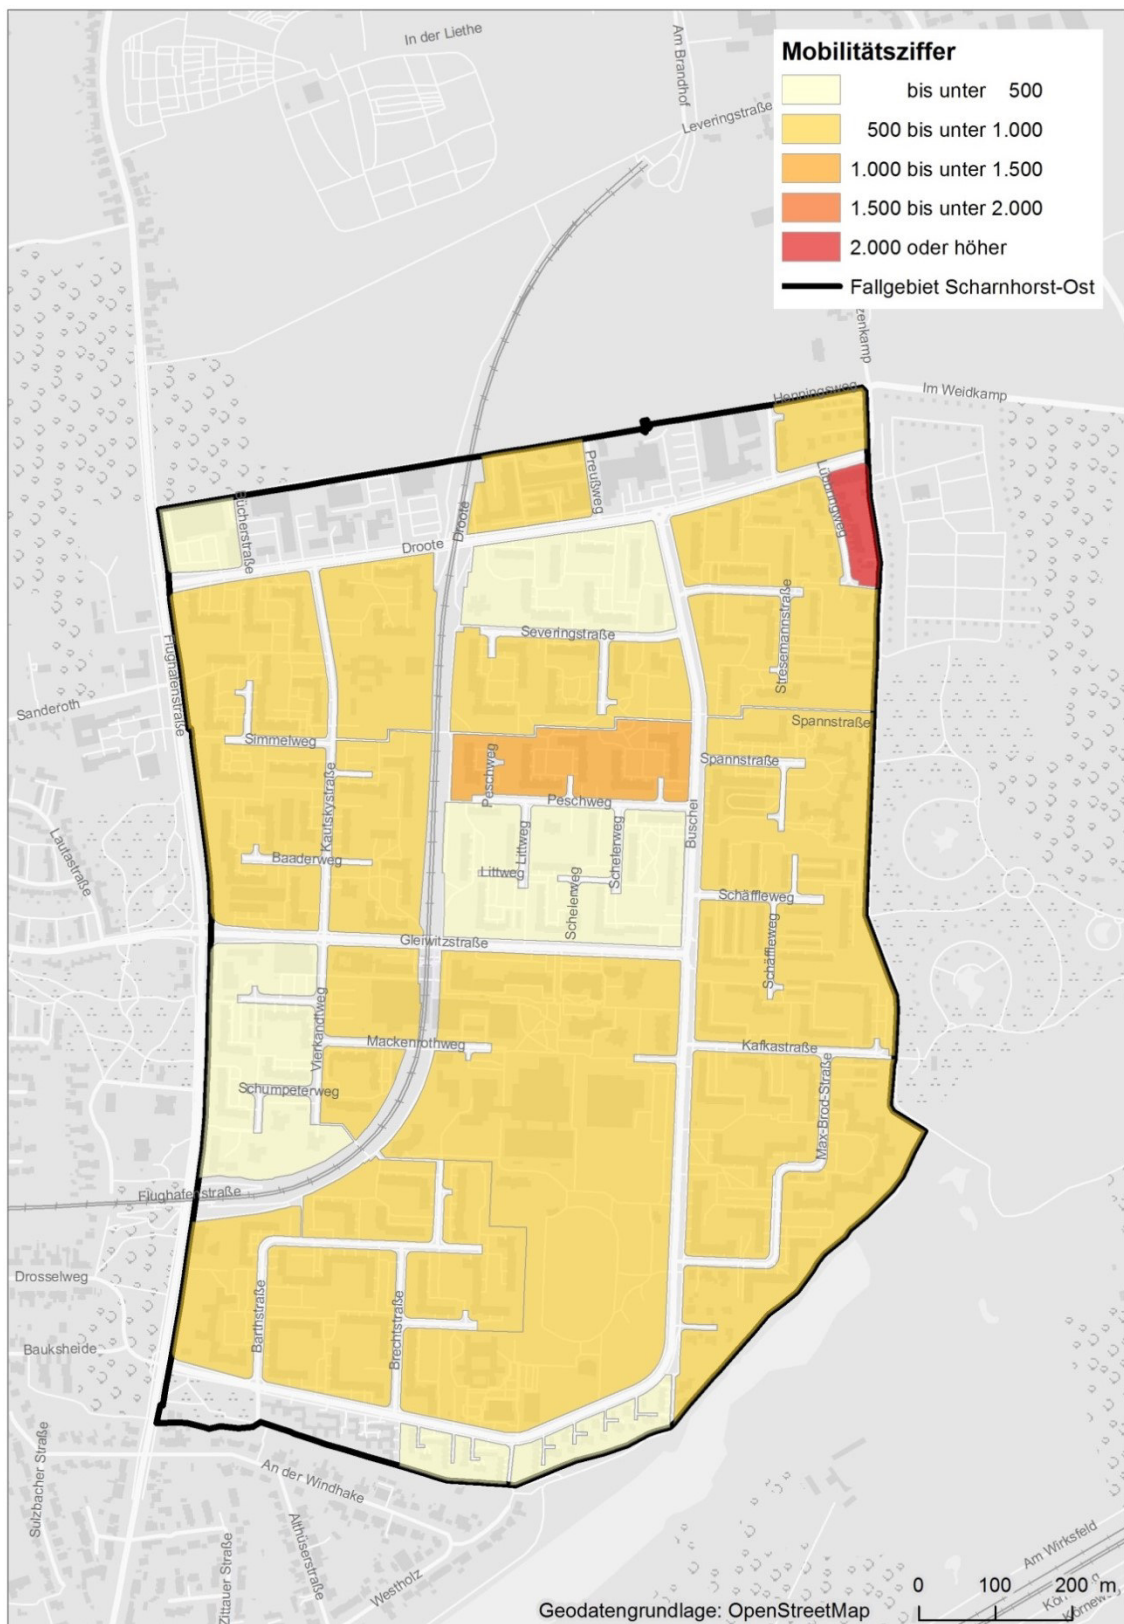 In der Liethe
Am Brandhof
Leveringstraße
Mobilitätsziffer
bis unter 500
500 bis unter 1.000
1.000 bis unter 1.500
1.500 bis unter 2.000
2.000 oder höher
Fallgebiet Scharnhorst-Ost
zenkamp
Im Weidkamp
Henningsweg
Preußweg
Lübbringweg
ücherstraße
Droote
Droote
Flughafenstraße
Severingstraße
Stresemannstraße
Sanderoth
Simmelweg
Spannstraße
Spannstraße
Peschweg
Peschweg
Kautskystraße
Buschei
Lautastraße
Baaderweg
Littweg
Littweg
Schelerweg
Schelerweg
Schäffleweg
Schäffleweg
Gleiwitzstraße
Vierkandtweg
Mackenrothweg
Kafkastraße
Schumpeterweg
Max-Brod-Straße
Flughafenstraße
Drosselweg
Barthstraße
Brechtstraße
Bauksheide
Sulzbacher Straße
An der Windhake
Althüserstraße
Zittauer Straße
Westholz
Am Wirksfeld
0 100 200 m
Geodatengrundlage: OpenStreetMap